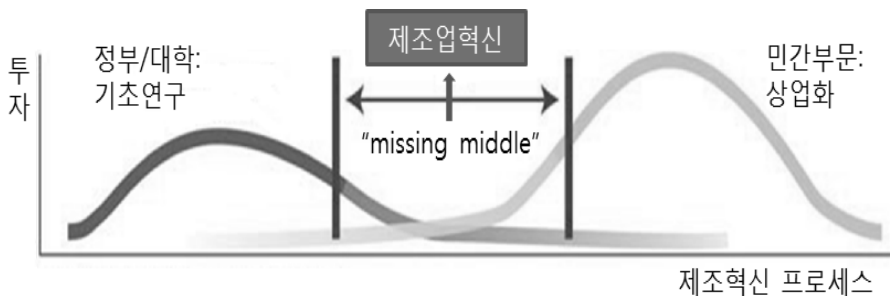 제조업혁신
투
자
정부/대학:
기초연구
"missing middle"
민간부문:
상업화
제조혁신 프로세스